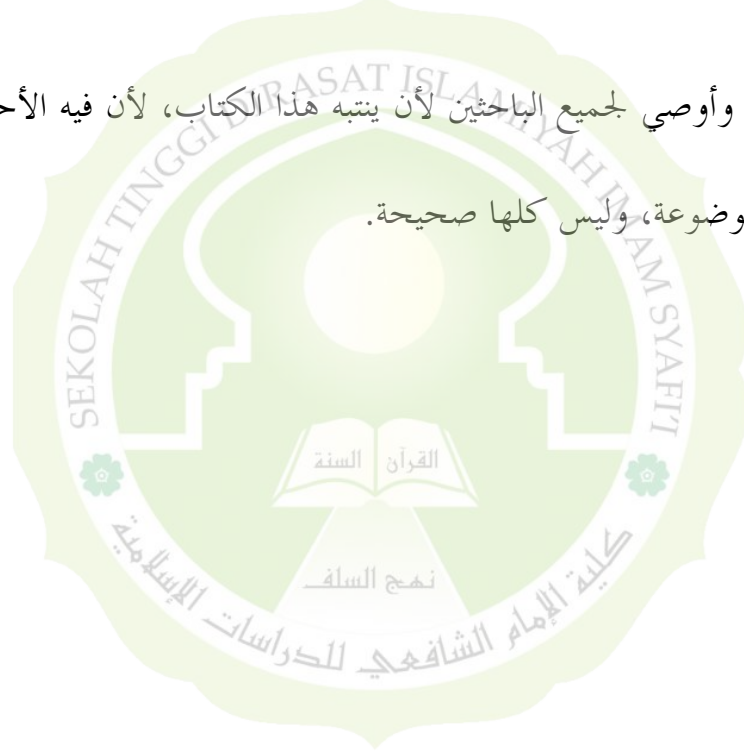 وأوصي لجميع الباحثين لأن ينتبه هذا الكتاب، لأن فيه
وضوعة، وليس كلها صحيحة.
SEKOLAH TINGGI DIRASAT ISLAMIYAH IMAM SYAFI'I
القرآن السنة
نهج السلف
كلية الإمام الشافعي للدراسات الإسلامية